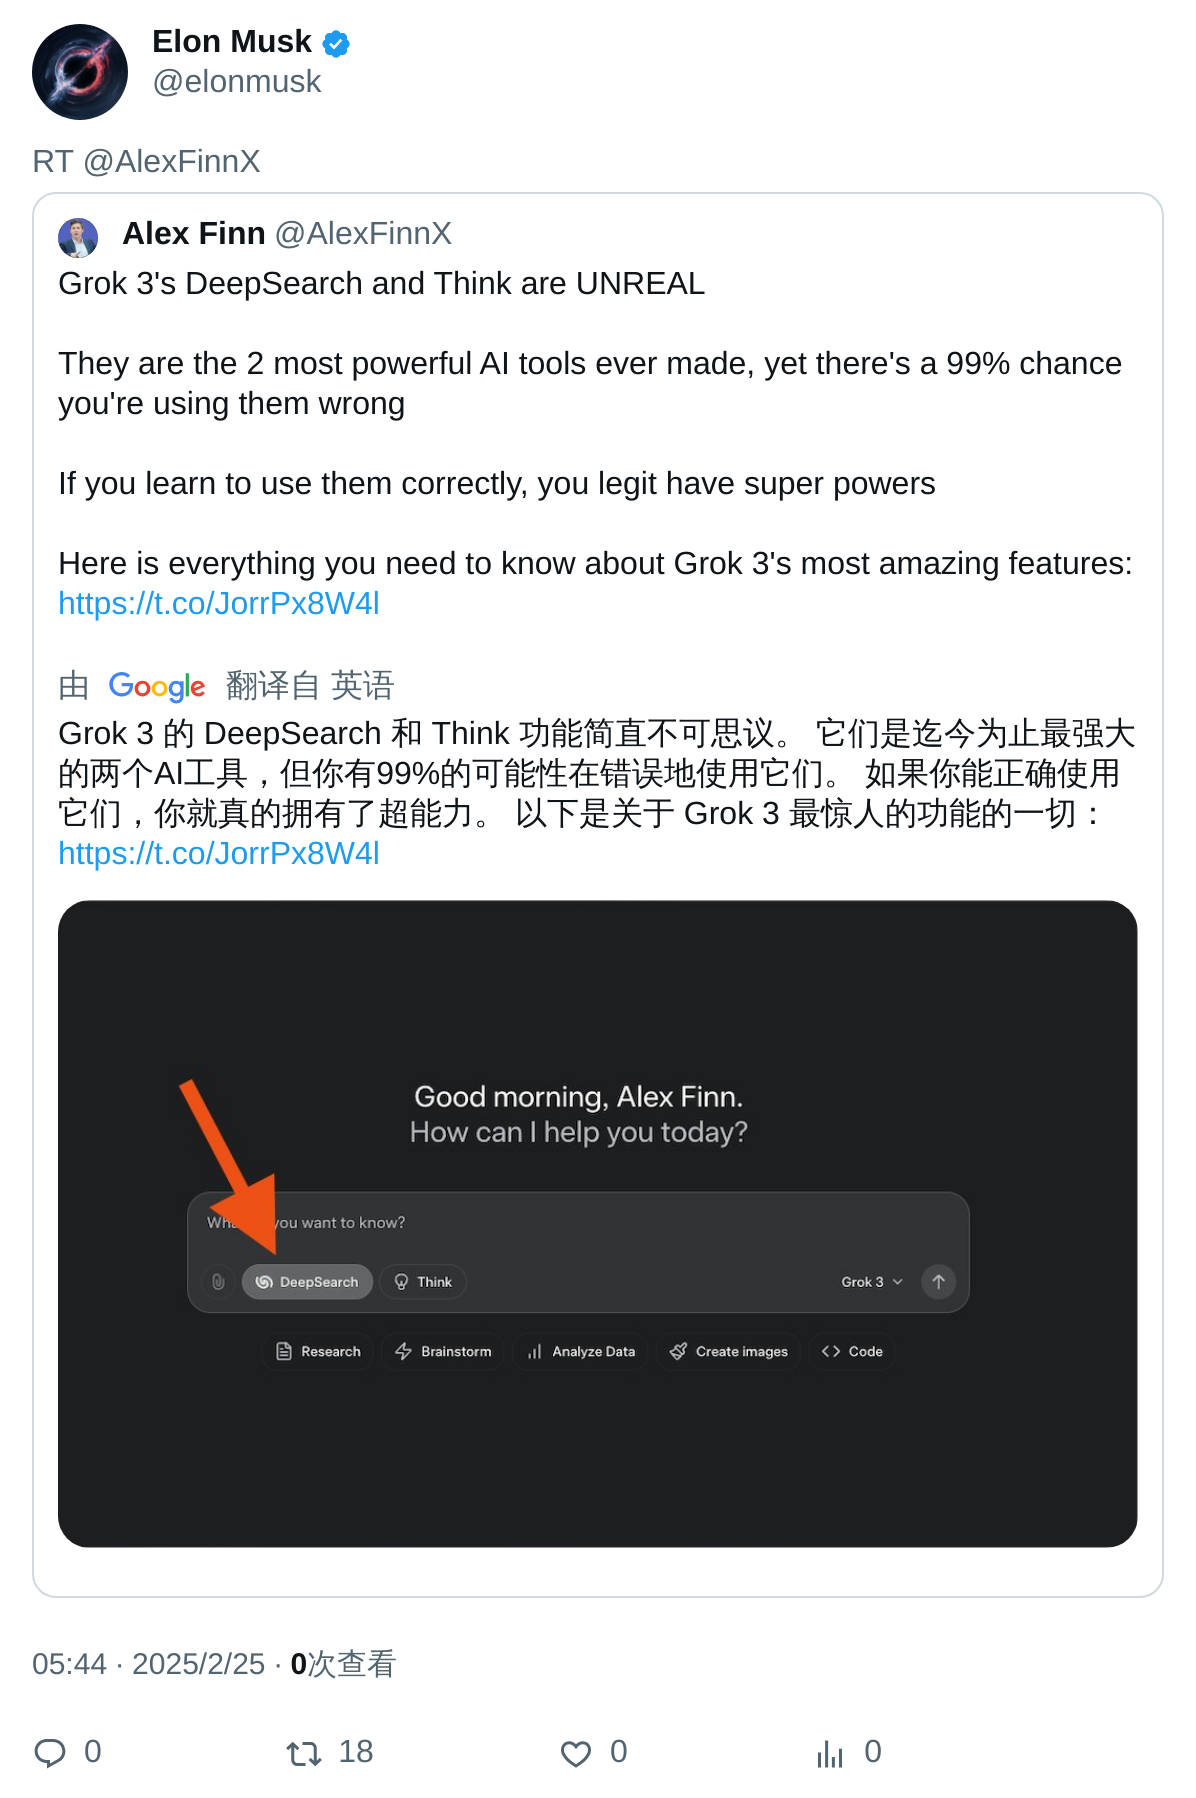 Elon Musk
@elonmusk
RT @AlexFinnX
Alex Finn @AlexFinnX
Grok 3's DeepSearch and Think are UNREAL
They are the 2 most powerful AI tools ever made, yet there's a 99% chance
you're using them wrong
If you learn to use them correctly, you legit have super powers
Here is everything you need to know about Grok 3's most amazing features:
https://t.co/JorrPx8W4l
由 Google 翻译自 英语
Grok 3 的 DeepSearch 和 Think 功能简直不可思议。 它们是迄今为止最强大
的两个AI工具，但你有99%的可能性在错误地使用它们。 如果你能正确使用
它们，你就真的拥有了超能力。 以下是关于 Grok 3 最惊人的功能的一切：
https://t.co/JorrPx8W4l
Good morning, Alex Finn.
How can I help you today?
you want to know?
DeepSearch Think Grok 3
Research Brainstorm Analyze Data Create images Code
05:44 · 2025/2/25 · 0次查看
0 18 0 0